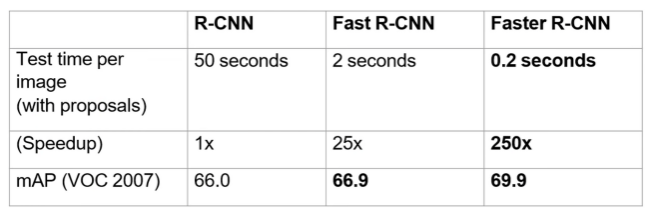 R-CNN Fast R-CNN Faster R-CNN
Test time per 50 seconds 2 seconds 0.2 seconds
image
(with proposals)
(Speedup) 1x 25x 250x
mAP (VOC 2007) 66.0 66.9 69.9